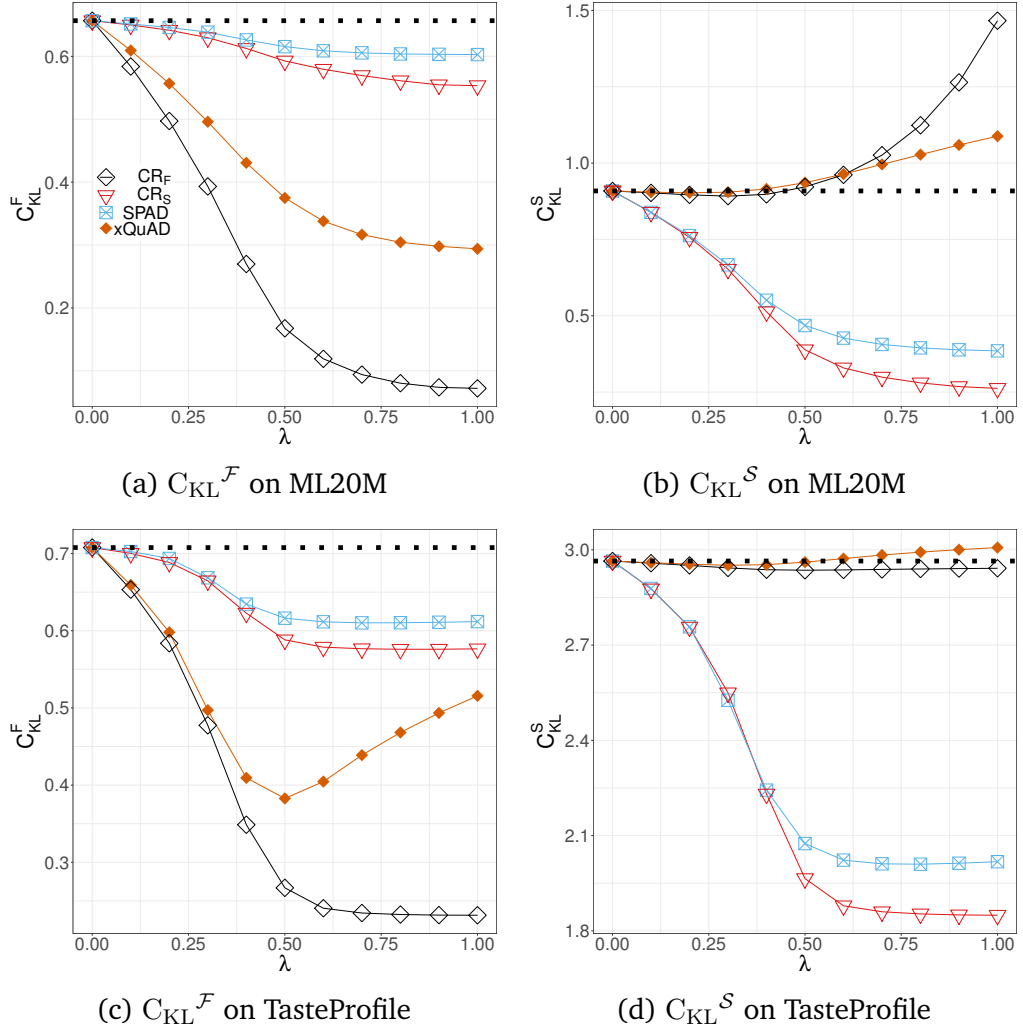 0.6
0.4
0.2
C_KL^F
CR_F
CR_S
SPAD
xQuAD
0.00 0.25 0.50 0.75 1.00
λ
(a) C_KL^F on ML20M
1.5
1.0
0.5
C_KL^S
0.00 0.25 0.50 0.75 1.00
λ
(b) C_KL^S on ML20M
0.7
0.6
0.5
0.4
0.3
C_KL^F
0.00 0.25 0.50 0.75 1.00
λ
(c) C_KL^F on TasteProfile
3.0
2.7
2.4
2.1
1.8
C_KL^S
0.00 0.25 0.50 0.75 1.00
λ
(d) C_KL^S on TasteProfile